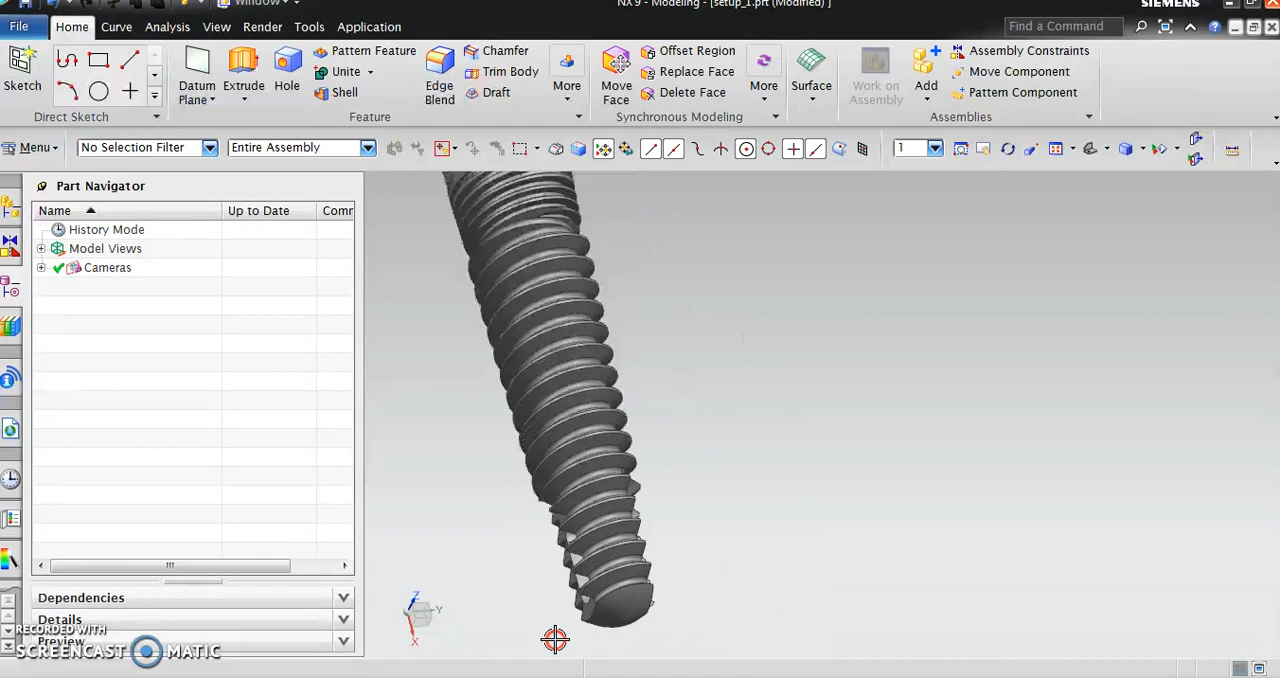 Window
NX 9 - Modeling - [setup_1.prt (Modified) ]
SIEMENS
File
Home
Curve
Analysis
View
Render
Tools
Application
Find a Command
Sketch
Direct Sketch
Datum
Plane
Extrude
Hole
Pattern Feature
Unite
Shell
Edge
Blend
Chamfer
Trim Body
Draft
More
Feature
Move
Face
Offset Region
Replace Face
Delete Face
More
Synchronous Modeling
Surface
Work on
Assembly
Add
Assembly Constraints
Move Component
Pattern Component
Assemblies
Menu
No Selection Filter
Entire Assembly
1
Part Navigator
Name
Up to Date
Comr
History Mode
Model Views
Cameras
Dependencies
Details
Preview
Z
Y
X
RECORDED WITH
SCREENCAST MATIC